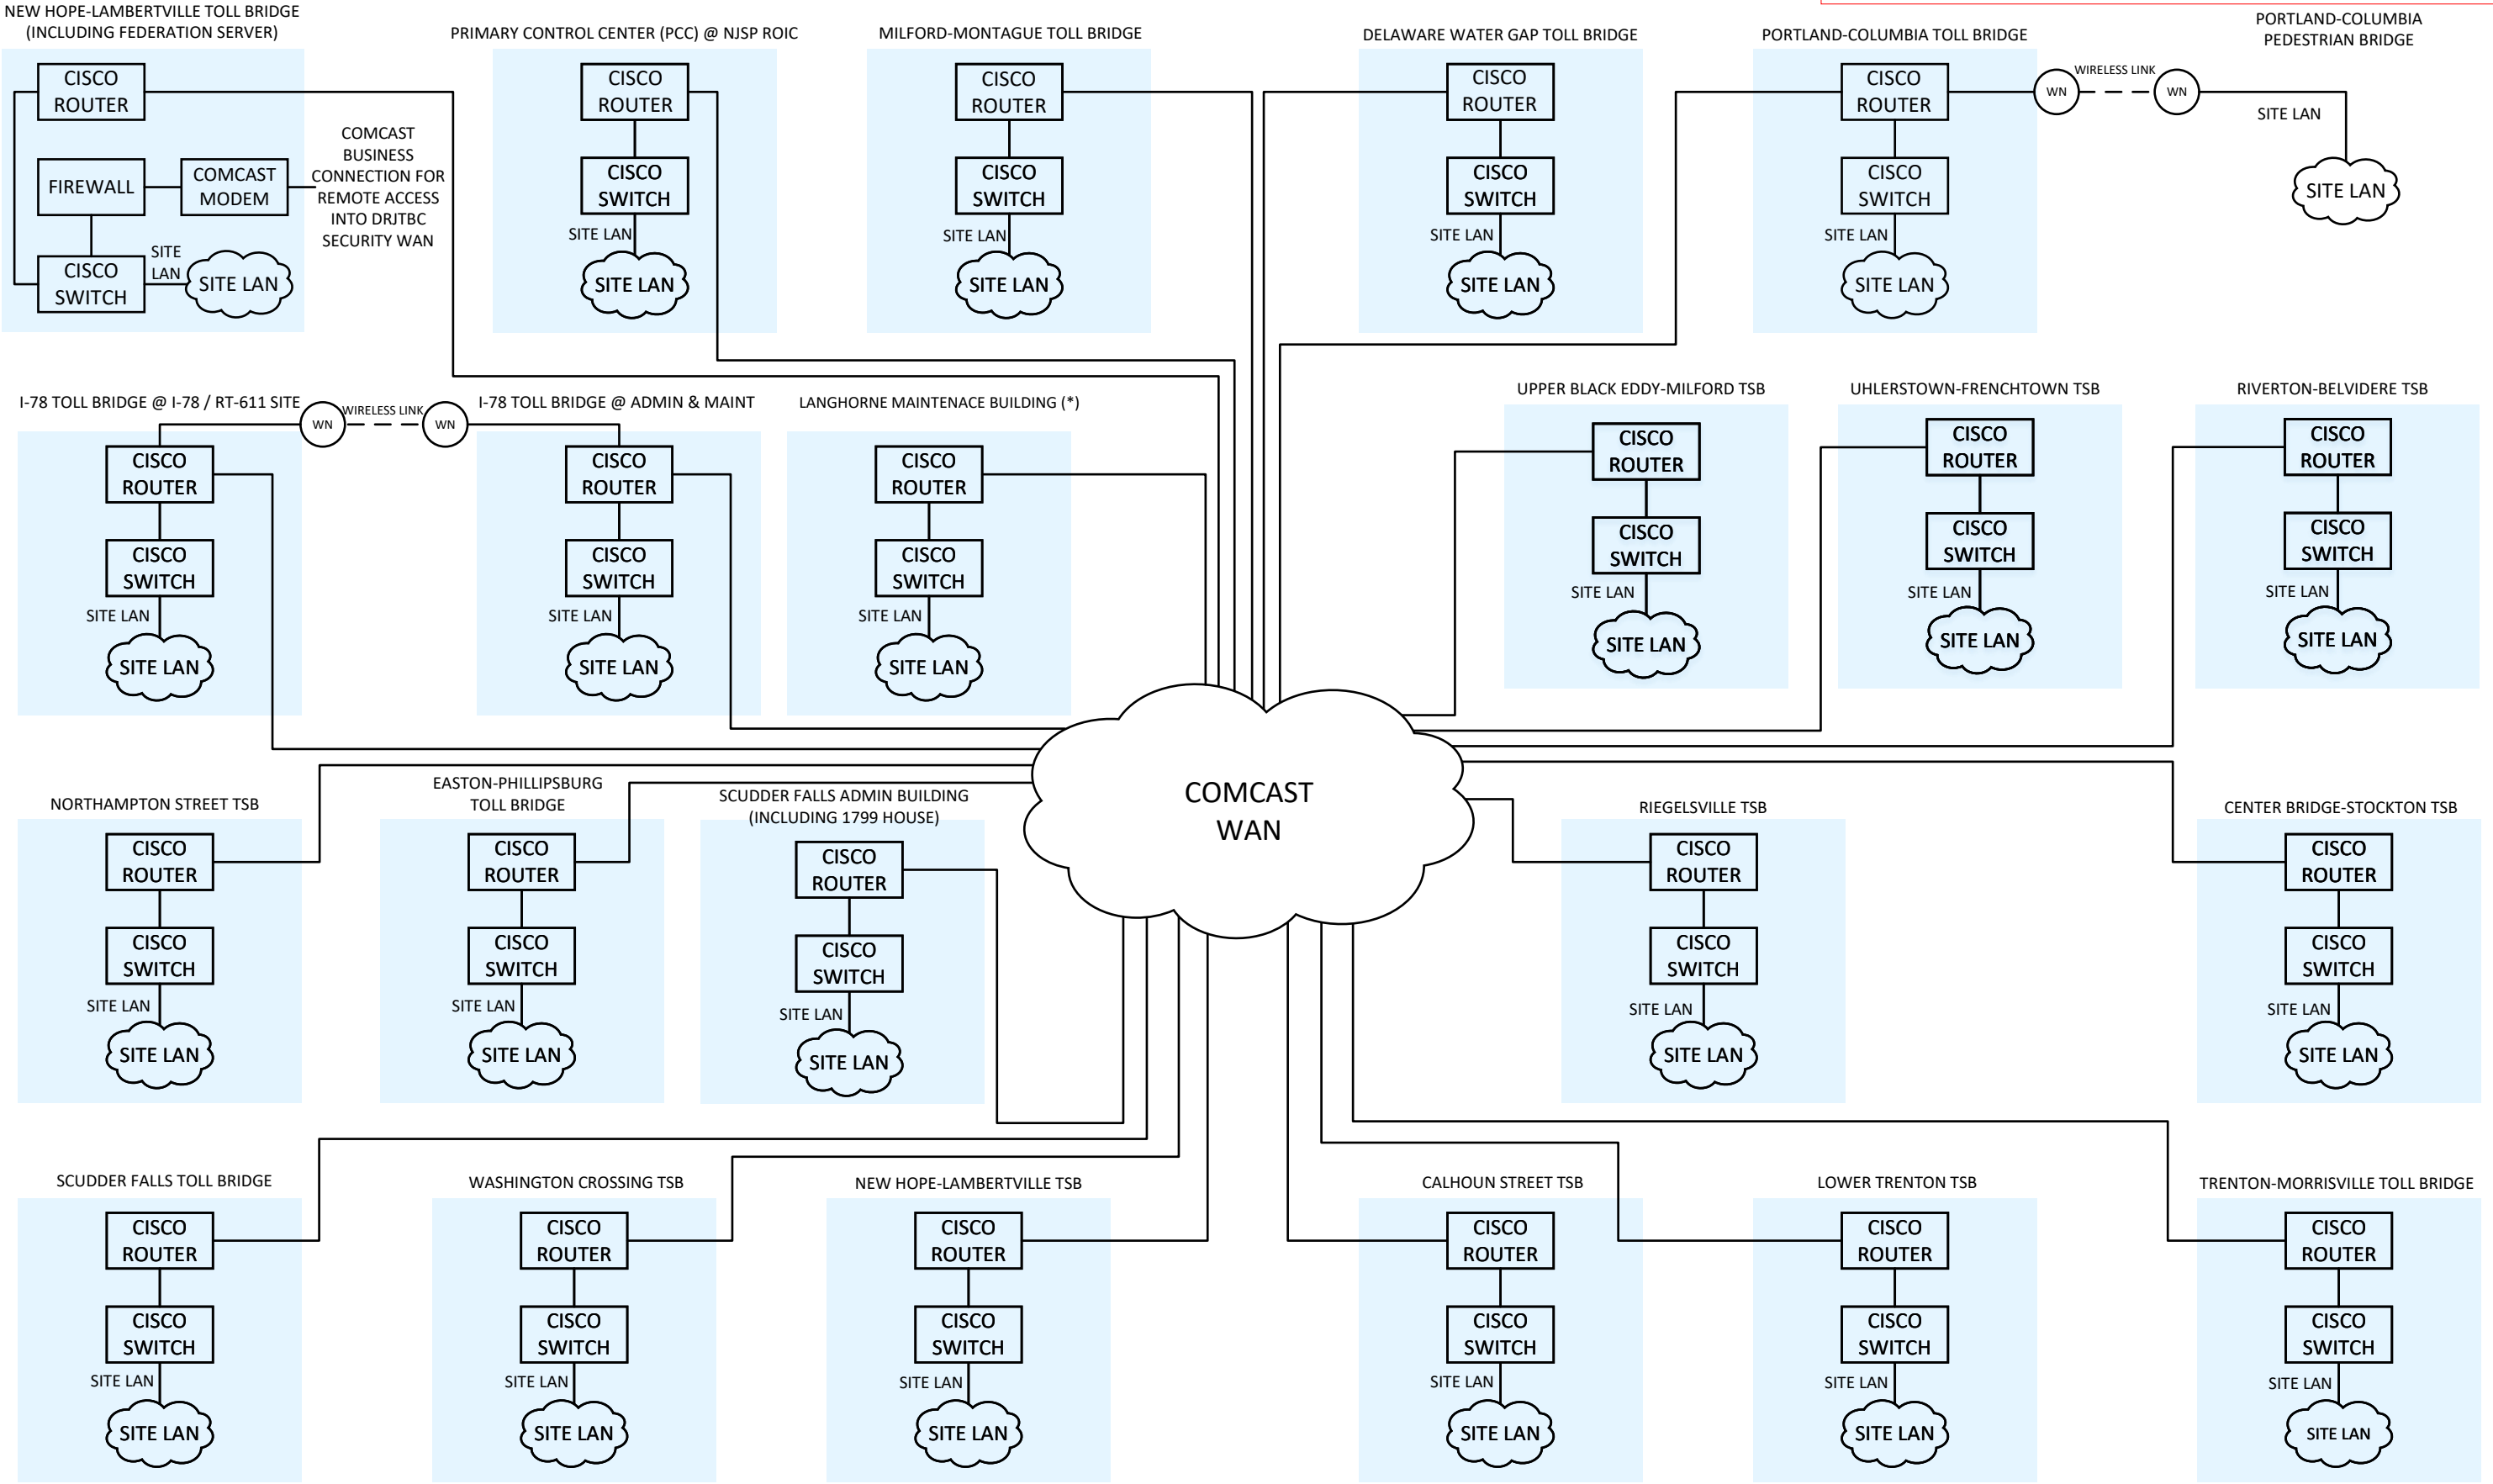 NEW HOPE-LAMBERTVILLE TOLL BRIDGE
(INCLUDING FEDERATION SERVER)
CISCO
ROUTER
FIREWALL
COMCAST
MODEM
COMCAST
BUSINESS
CONNECTION FOR
REMOTE ACCESS
INTO DRJTBC
SECURITY WAN
CISCO
SWITCH
SITE
LAN
SITE LAN
PRIMARY CONTROL CENTER (PCC) @ NJSP ROIC
CISCO
ROUTER
CISCO
SWITCH
SITE LAN
SITE LAN
MILFORD-MONTAGUE TOLL BRIDGE
CISCO
ROUTER
CISCO
SWITCH
SITE LAN
SITE LAN
DELAWARE WATER GAP TOLL BRIDGE
CISCO
ROUTER
CISCO
SWITCH
SITE LAN
SITE LAN
PORTLAND-COLUMBIA TOLL BRIDGE
CISCO
ROUTER
CISCO
SWITCH
SITE LAN
SITE LAN
WN
WIRELESS LINK
WN
PORTLAND-COLUMBIA
PEDESTRIAN BRIDGE
SITE LAN
SITE LAN
I-78 TOLL BRIDGE @ I-78 / RT-611 SITE
CISCO
ROUTER
CISCO
SWITCH
SITE LAN
SITE LAN
WN
WIRELESS LINK
WN
I-78 TOLL BRIDGE @ ADMIN & MAINT
CISCO
ROUTER
CISCO
SWITCH
SITE LAN
SITE LAN
LANGHORNE MAINTENACE BUILDING (*)
CISCO
ROUTER
CISCO
SWITCH
SITE LAN
SITE LAN
UPPER BLACK EDDY-MILFORD TSB
CISCO
ROUTER
CISCO
SWITCH
SITE LAN
SITE LAN
UHLERSTOWN-FRENCHTOWN TSB
CISCO
ROUTER
CISCO
SWITCH
SITE LAN
SITE LAN
RIVERTON-BELVIDERE TSB
CISCO
ROUTER
CISCO
SWITCH
SITE LAN
SITE LAN
NORTHAMPTON STREET TSB
CISCO
ROUTER
CISCO
SWITCH
SITE LAN
SITE LAN
EASTON-PHILLIPSBURG
TOLL BRIDGE
CISCO
ROUTER
CISCO
SWITCH
SITE LAN
SITE LAN
SCUDDER FALLS ADMIN BUILDING
(INCLUDING 1799 HOUSE)
CISCO
ROUTER
CISCO
SWITCH
SITE LAN
SITE LAN
COMCAST
WAN
RIEGELSVILLE TSB
CISCO
ROUTER
CISCO
SWITCH
SITE LAN
SITE LAN
CENTER BRIDGE-STOCKTON TSB
CISCO
ROUTER
CISCO
SWITCH
SITE LAN
SITE LAN
SCUDDER FALLS TOLL BRIDGE
CISCO
ROUTER
CISCO
SWITCH
SITE LAN
SITE LAN
WASHINGTON CROSSING TSB
CISCO
ROUTER
CISCO
SWITCH
SITE LAN
SITE LAN
NEW HOPE-LAMBERTVILLE TSB
CISCO
ROUTER
CISCO
SWITCH
SITE LAN
SITE LAN
CALHOUN STREET TSB
CISCO
ROUTER
CISCO
SWITCH
SITE LAN
SITE LAN
LOWER TRENTON TSB
CISCO
ROUTER
CISCO
SWITCH
SITE LAN
SITE LAN
TRENTON-MORRISVILLE TOLL BRIDGE
CISCO
ROUTER
CISCO
SWITCH
SITE LAN
SITE LAN